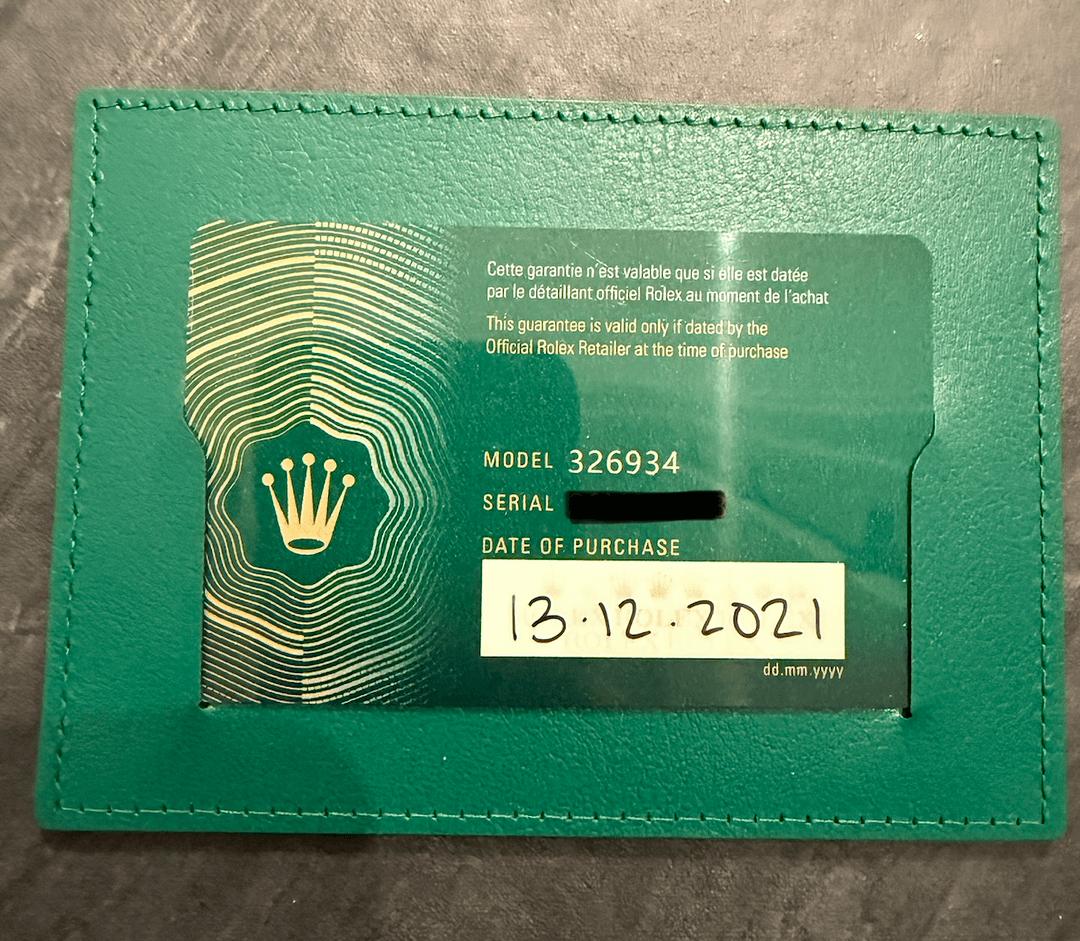 Cette garantie n'est valable que si elle est datée
par le détaillant officiel Rolex au moment de l'achat
This guarantee is valid only if dated by the
Official Rolex Retailer at the time of purchase
MODEL 326934
SERIAL
DATE OF PURCHASE
13.12.2021
dd.mm.yyyy